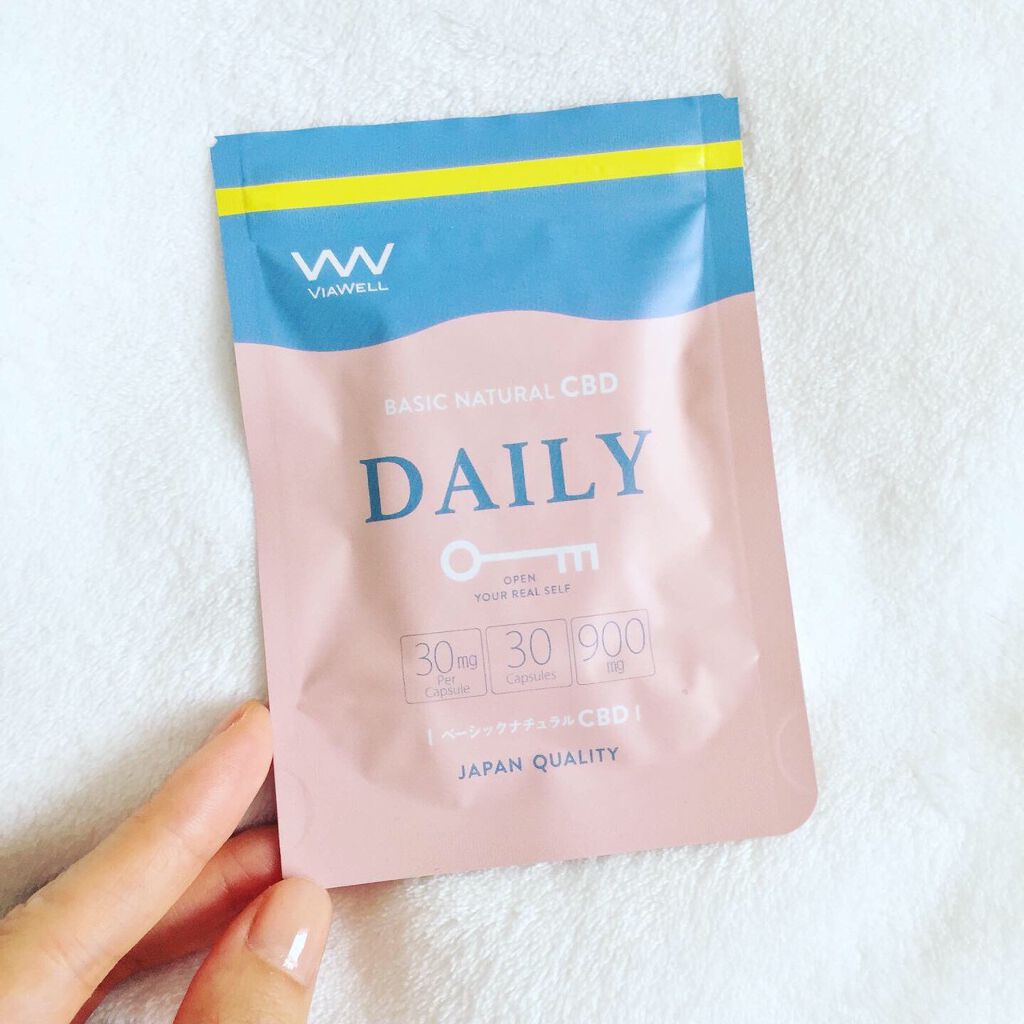 VIAWELL
BASIC NATURAL CBD
DAILY
OPEN
YOUR REAL SELF
30mg Per Capsule
30 Capsules
900 mg
| ベーシックナチュラルCBD |
JAPAN QUALITY